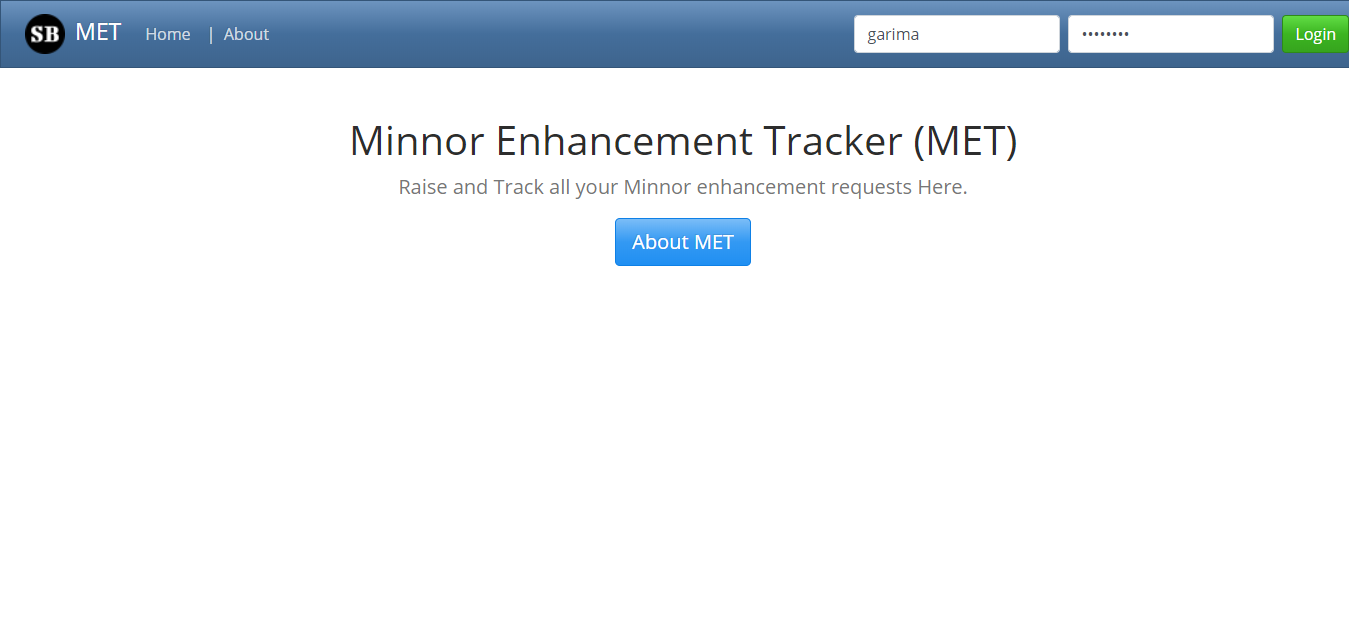 SB MET Home | About garima •••••••• Login
Minnor Enhancement Tracker (MET)
Raise and Track all your Minnor enhancement requests Here.
About MET